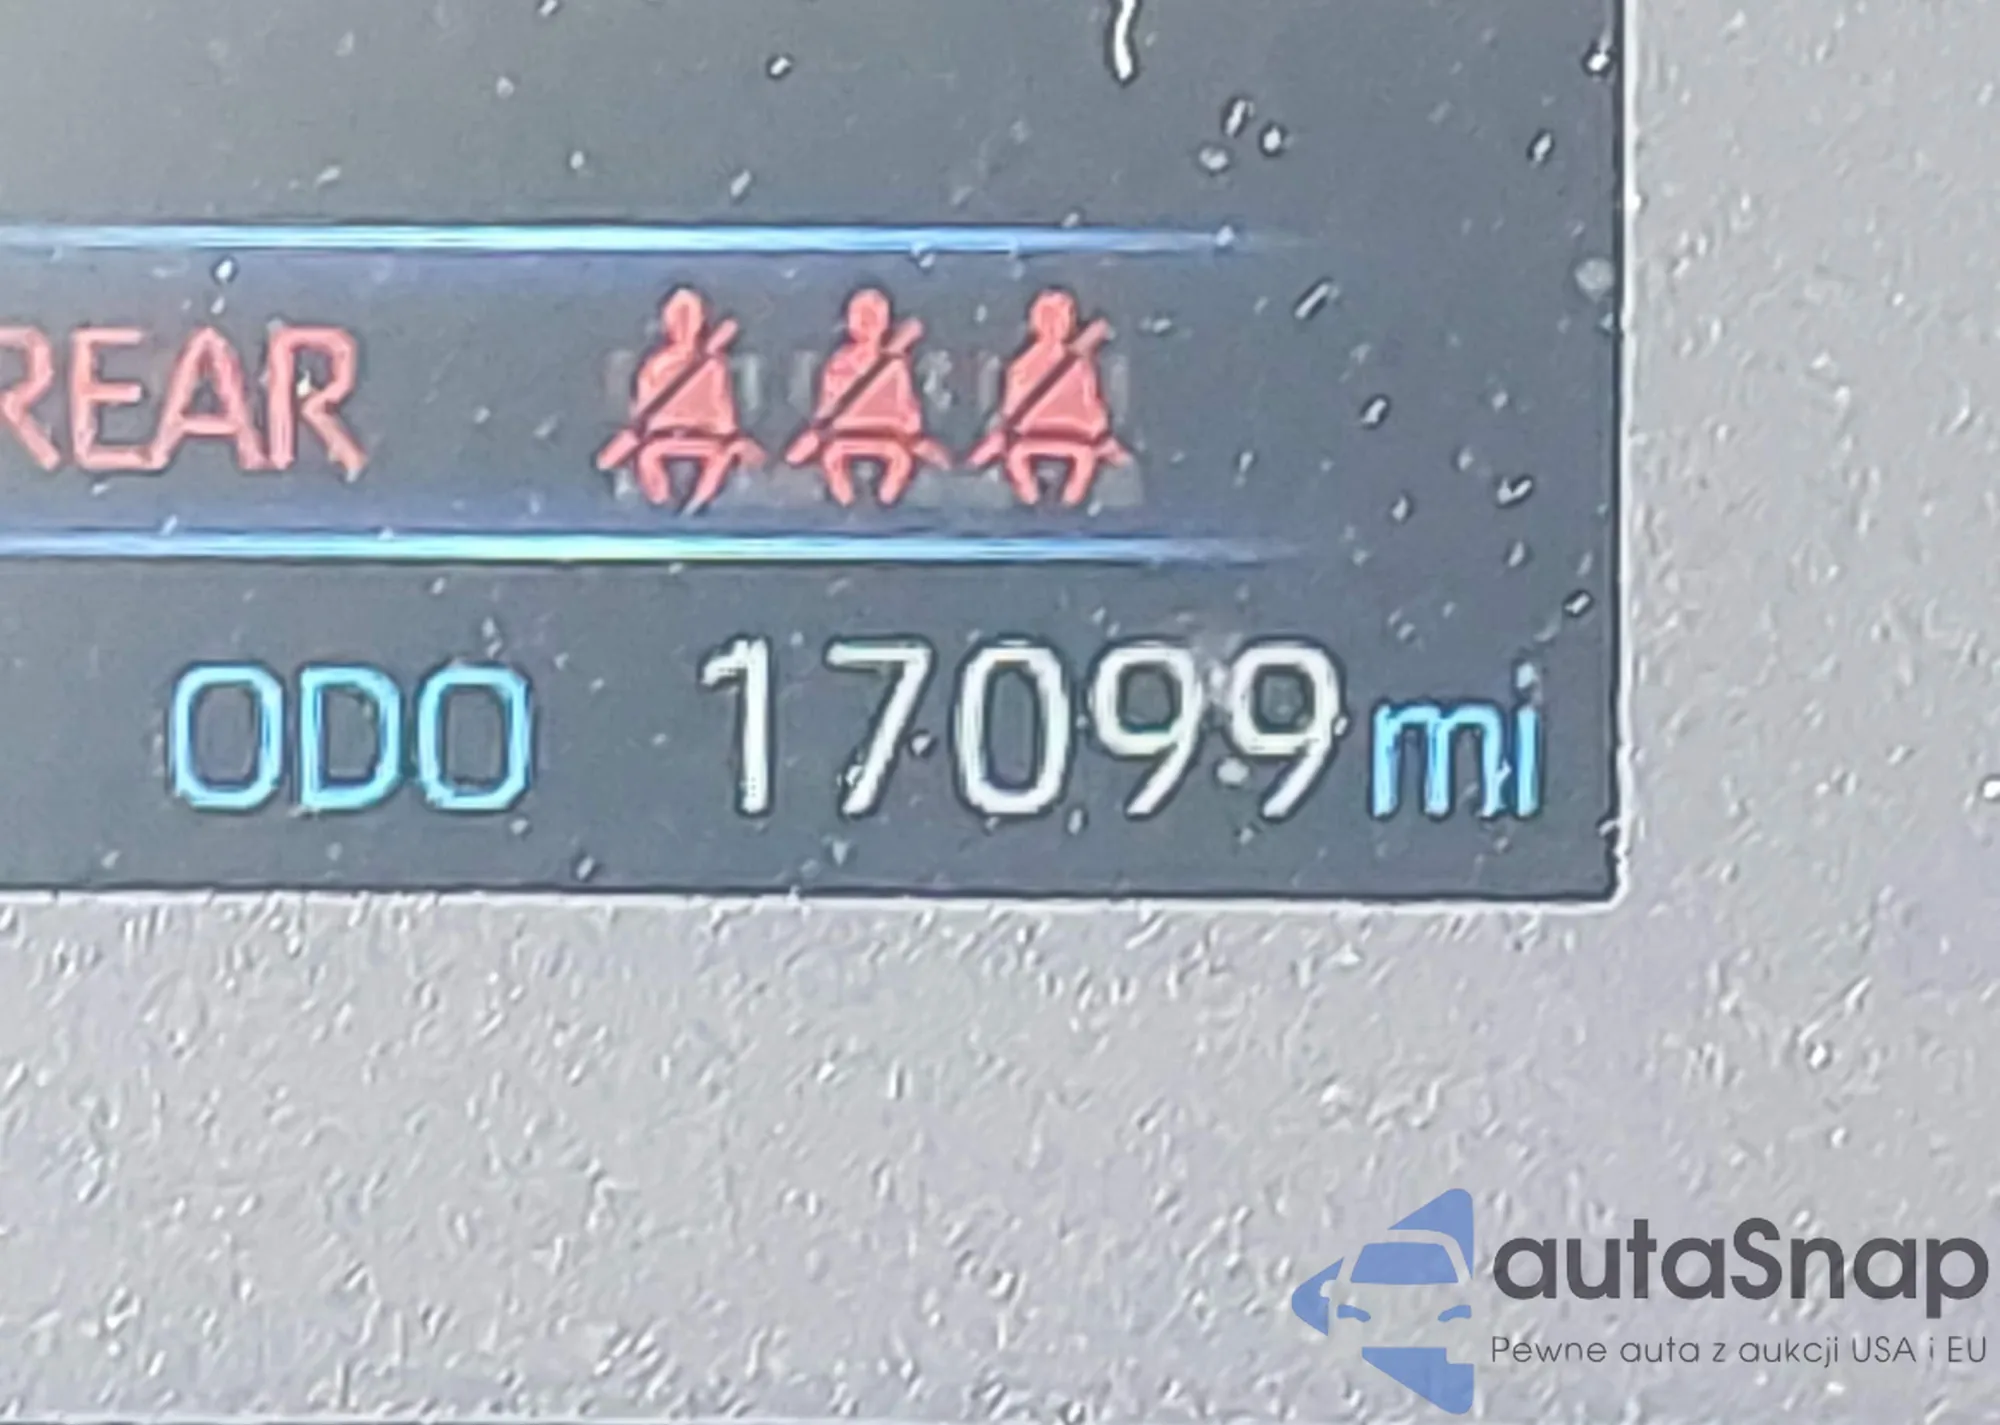 REAR
ODO 17099 mi
autaSnap
Pewne auta z aukcji USA i EU